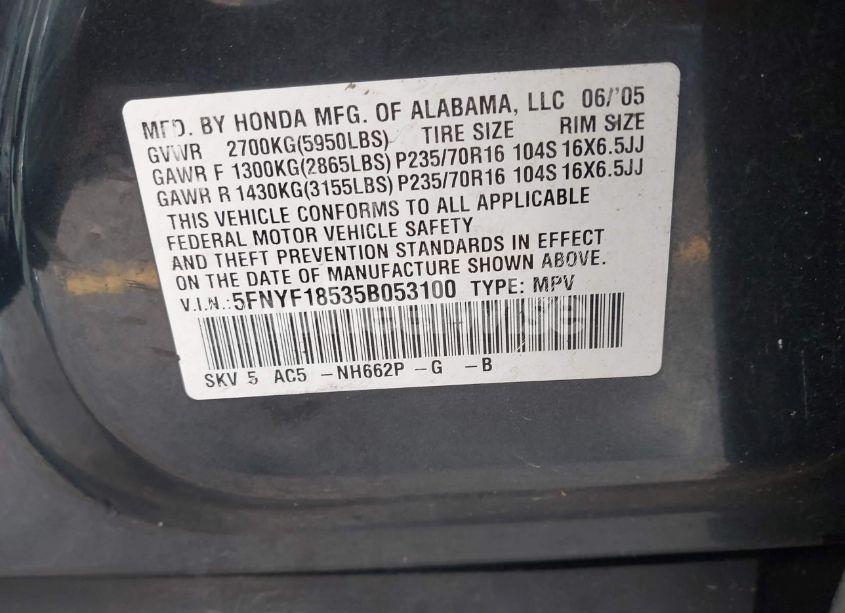 MFD. BY HONDA MFG. OF ALABAMA, LLC 06/'05
GVWR 2700KG(5950LBS) TIRE SIZE RIM SIZE
GAWR F 1300KG(2865LBS) P235/70R16 104S 16X6.5JJ
GAWR R 1430KG(3155LBS) P235/70R16 104S 16X6.5JJ
THIS VEHICLE CONFORMS TO ALL APPLICABLE
FEDERAL MOTOR VEHICLE SAFETY
AND THEFT PREVENTION STANDARDS IN EFFECT
ON THE DATE OF MANUFACTURE SHOWN ABOVE.
V.I.N.: 5FNYF18535B053100 TYPE: MPV
SKV 5 AC5 -NH662P -G -B